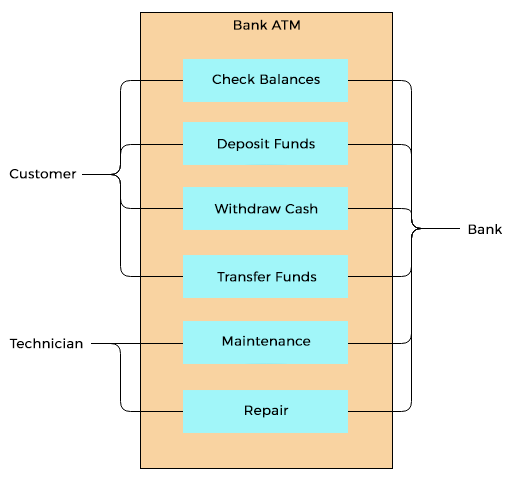 Bank ATM
Check Balances
Deposit Funds
Customer
Withdraw Cash
Bank
Transfer Funds
Maintenance
Technician
Repair